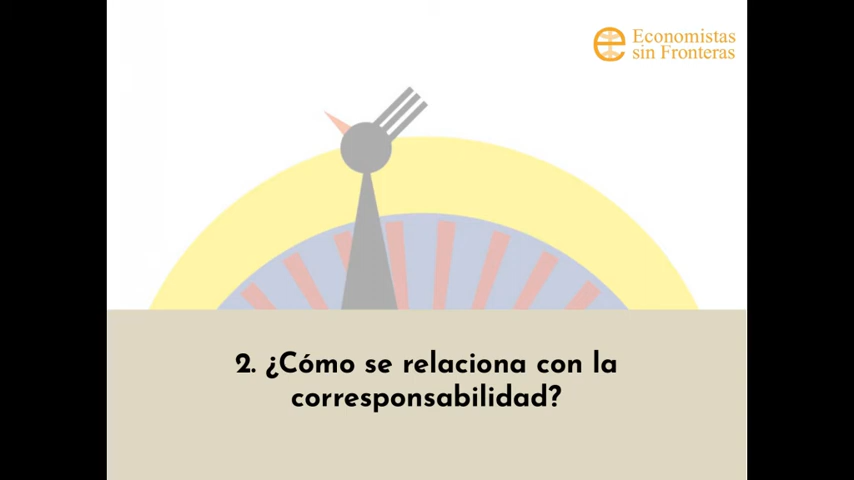 Economistas
sin Fronteras
2. ¿Cómo se relaciona con la
corresponsabilidad?